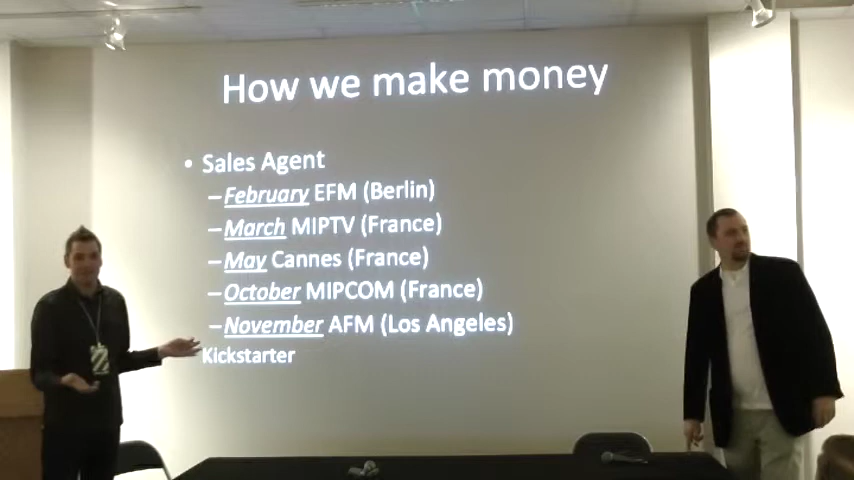 How we make money
• Sales Agent
– February EFM (Berlin)
– March MIPTV (France)
– May Cannes (France)
– October MIPCOM (France)
– November AFM (Los Angeles)
Kickstarter